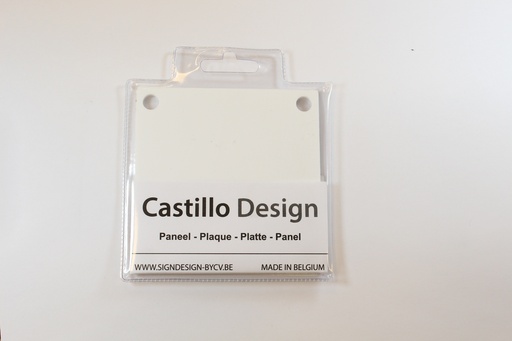 Castillo Design
Paneel - Plaque - Platte - Panel
WWW.SIGNDESIGN-BYCV.BE MADE IN BELGIUM